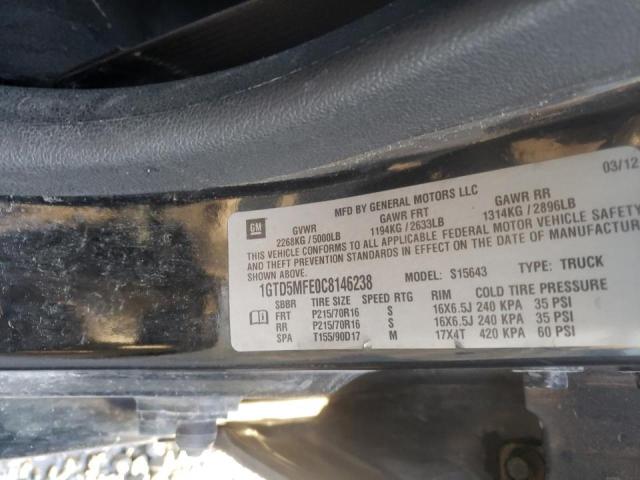 03/12
MFD BY GENERAL MOTORS LLC
GM
GVWR GAWR FRT GAWR RR
2268KG / 5000LB 1194KG / 2633LB 1314KG / 2896LB
THIS VEHICLE CONFORMS TO ALL APPLICABLE FEDERAL MOTOR VEHICLE SAFETY
BUMPER AND THEFT PREVENTION STANDARDS IN EFFECT ON THE DATE OF MANUFACTURE
SHOWN ABOVE.
1GTD5MFE0C8146238 MODEL: S15643 TYPE: TRUCK
SBBR TIRE SIZE SPEED RTG RIM COLD TIRE PRESSURE
FRT P215/70R16 S 16X6.5J 240 KPA 35 PSI
RR P215/70R16 S 16X6.5J 240 KPA 35 PSI
SPA T155/90D17 M 17X4T 420 KPA 60 PSI